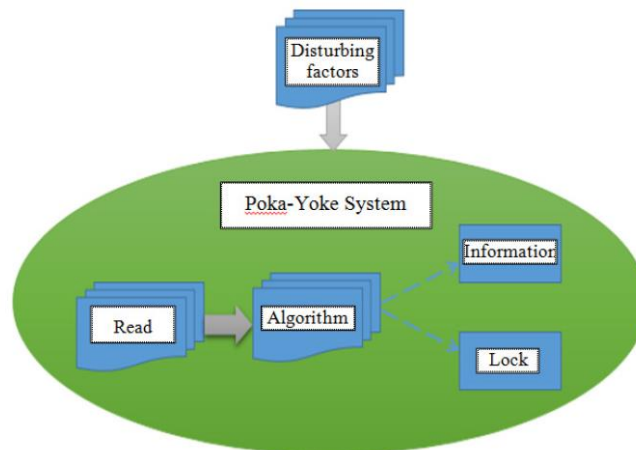 Disturbing
factors
Poka-Yoke System
Information
Read
Algorithm
Lock